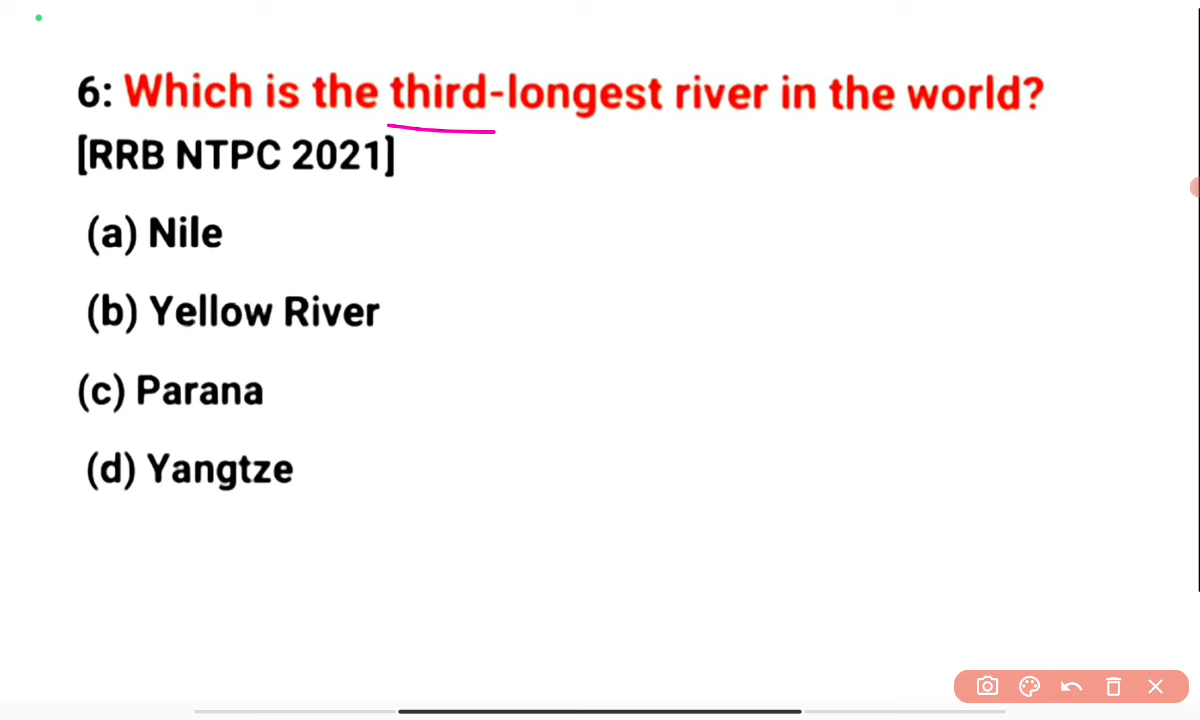 6: Which is the third-longest river in the world?
[RRB NTPC 2021]
(a) Nile
(b) Yellow River
(c) Parana
(d) Yangtze